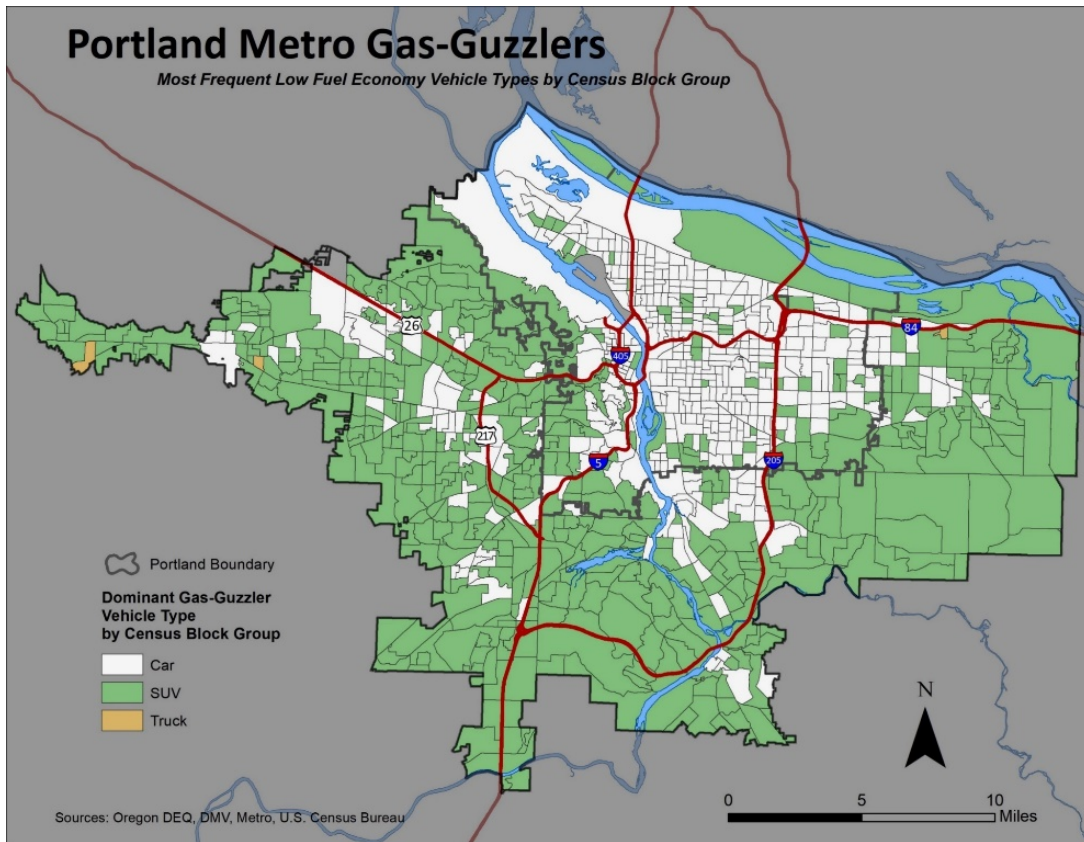 Portland Metro Gas-Guzzlers
Most Frequent Low Fuel Economy Vehicle Types by Census Block Group
26
84
405
217
5
205
Portland Boundary
Dominant Gas-Guzzler
Vehicle Type
by Census Block Group
Car
SUV
Truck
N
0 5 10
Miles
Sources: Oregon DEQ, DMV, Metro, U.S. Census Bureau